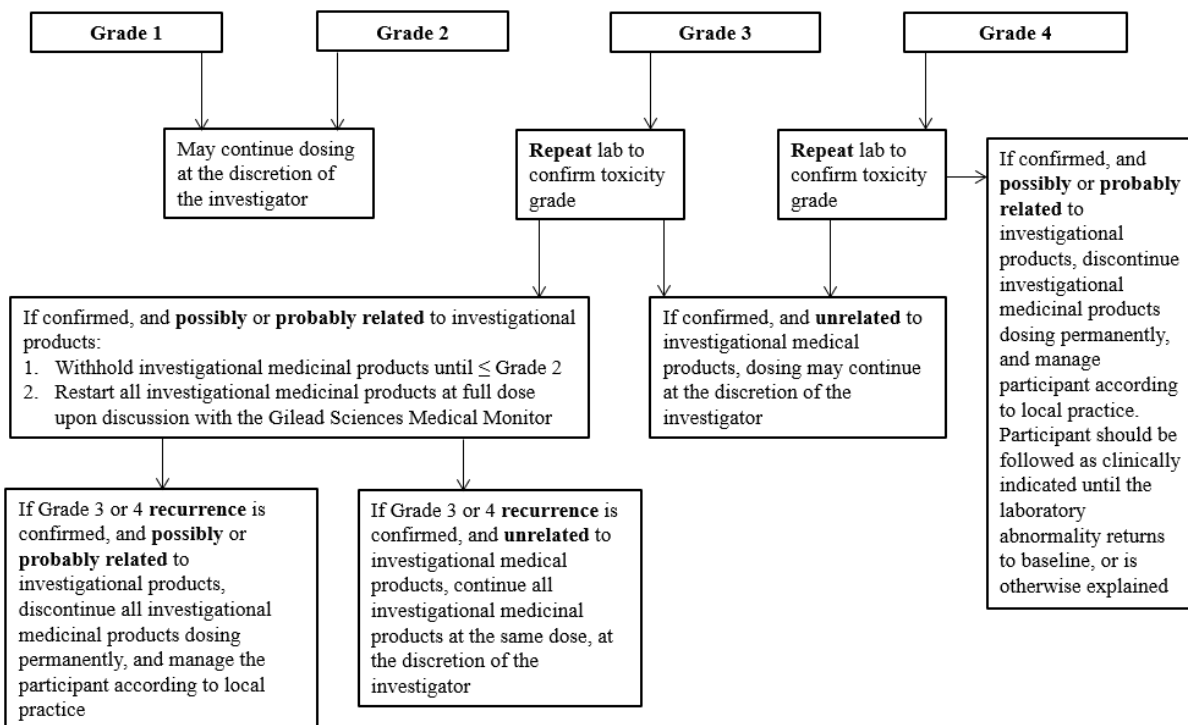 Grade 1
Grade 2
Grade 3
Grade 4
May continue dosing
at the discretion of
the investigator
Repeat lab to
confirm toxicity
grade
Repeat lab to
confirm toxicity
grade
If confirmed, and
possibly or probably
related to
investigational
products, discontinue
investigational
medicinal products
dosing permanently,
and manage
participant according
to local practice.
Participant should be
followed as clinically
indicated until the
laboratory
abnormality returns
to baseline, or is
otherwise explained
If confirmed, and possibly or probably related to investigational
products:
1. Withhold investigational medicinal products until ≤ Grade 2
2. Restart all investigational medicinal products at full dose
upon discussion with the Gilead Sciences Medical Monitor
If confirmed, and unrelated to
investigational medical
products, dosing may continue
at the discretion of the
investigator
If Grade 3 or 4 recurrence is
confirmed, and possibly or
probably related to
investigational products,
discontinue all investigational
medicinal products dosing
permanently, and manage the
participant according to local
practice
If Grade 3 or 4 recurrence is
confirmed, and unrelated to
investigational medical
products, continue all
investigational medicinal
products at the same dose, at
the discretion of the
investigator